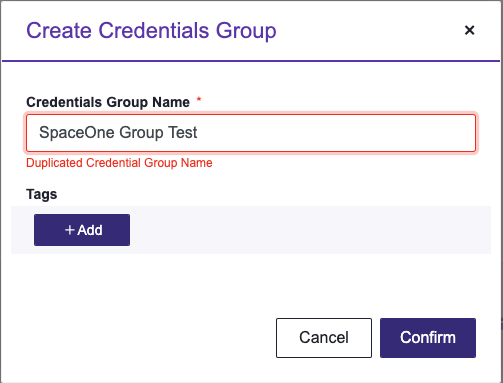 Create Credentials Group ×
Credentials Group Name *
SpaceOne Group Test
Duplicated Credential Group Name
Tags
+ Add
Cancel Confirm